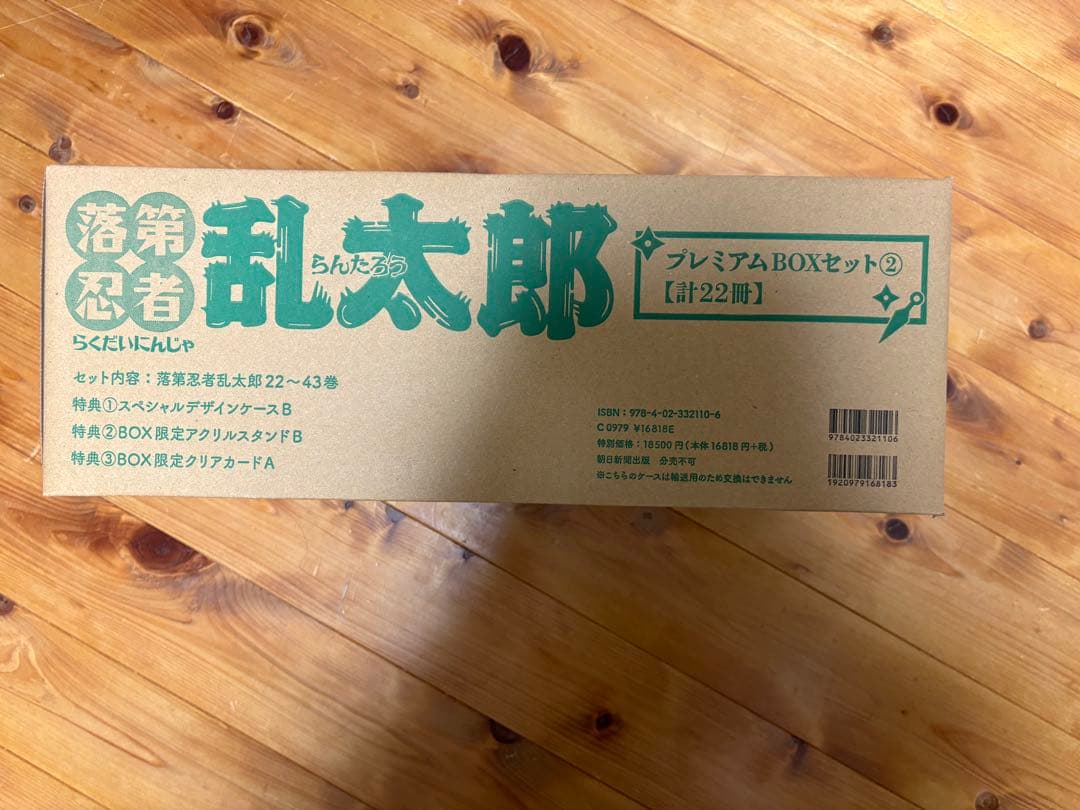 落第
忍者
らくだいにんじゃ
乱太郎
らんたろう
プレミアムBOXセット②
【計22冊】
セット内容：落第忍者乱太郎22～43巻
特典①スペシャルデザインケースB
特典②BOX限定アクリルスタンドB
特典③BOX限定クリアカードA
ISBN：978-4-02-332110-6
C0979 ¥16818E
特別価格：18500円（本体16818円+税）
朝日新聞出版　分売不可
※こちらのケースは輸送用のため交換はできません
9784023321106
1920979168183